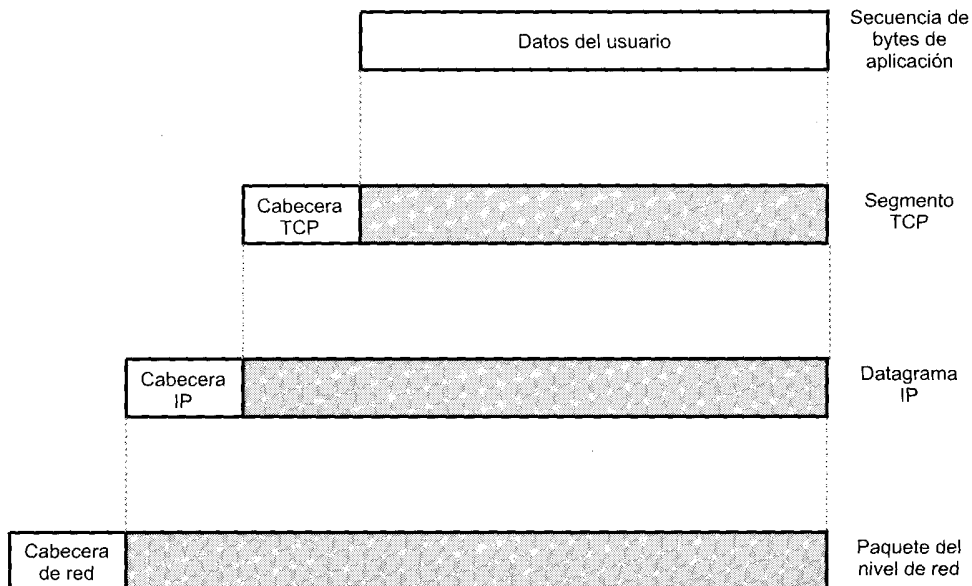 Datos del usuario
Secuencia de
bytes de
aplicación
Cabecera
TCP
Segmento
TCP
Cabecera
IP
Datagrama
IP
Cabecera
de red
Paquete del
nivel de red